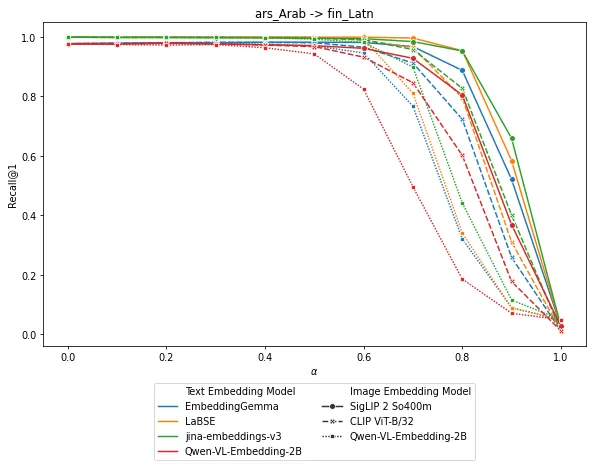 ars_Arab -> fin_Latn
Recall@1
1.0
0.8
0.6
0.4
0.2
0.0
0.0 0.2 0.4 0.6 0.8 1.0
α
Text Embedding Model Image Embedding Model
EmbeddingGemma SigLIP 2 So400m
LaBSE CLIP ViT-B/32
jina-embeddings-v3 Qwen-VL-Embedding-2B
Qwen-VL-Embedding-2B